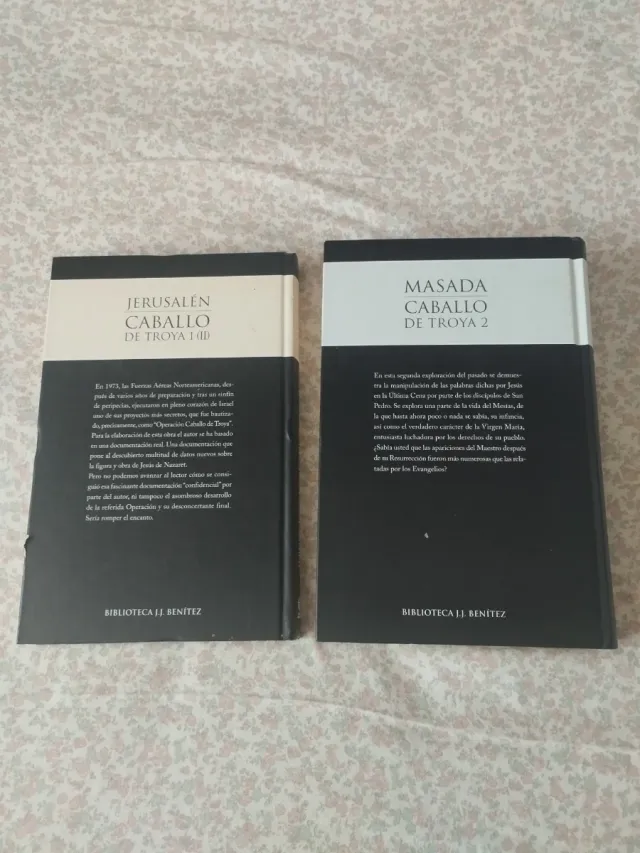 JERUSALÉN
CABALLO
DE TROYA 1 (II)
En 1973, las Fuerzas Aéreas Norteamericanas, des-
pués de varios años de preparación y tras un sinfín
de peripecias, ejecutaron en pleno corazón de Israel
uno de sus proyectos más secretos, que fue bautiza-
do, precisamente, como "Operación Caballo de Troya".
Para la elaboración de esta obra el autor se ha basado
en una documentación real. Una documentación que
pone al descubierto multitud de datos nuevos sobre
la figura y obra de Jesús de Nazaret.
Pero no podemos avanzar al lector cómo se consi-
guió esa fascinante documentación "confidencial" por
parte del autor, ni tampoco el asombroso desarrollo
de la referida Operación y su desconcertante final.
Sería romper el encanto.
BIBLIOTECA J.J. BENÍTEZ
MASADA
CABALLO
DE TROYA 2
En esta segunda exploración del pasado se demues-
tra la manipulación de las palabras dichas por Jesús
en la Última Cena por parte de los discípulos de San
Pedro. Se explora una parte de la vida del Mesías, de
la que hasta ahora poco o nada se sabía, su infancia,
así como el verdadero carácter de la Virgen María,
entusiasta luchadora por los derechos de su pueblo.
¿Sabía usted que las apariciones del Maestro después
de su Resurrección fueron más numerosas que las rela-
tadas por los Evangelios?
BIBLIOTECA J.J. BENÍTEZ